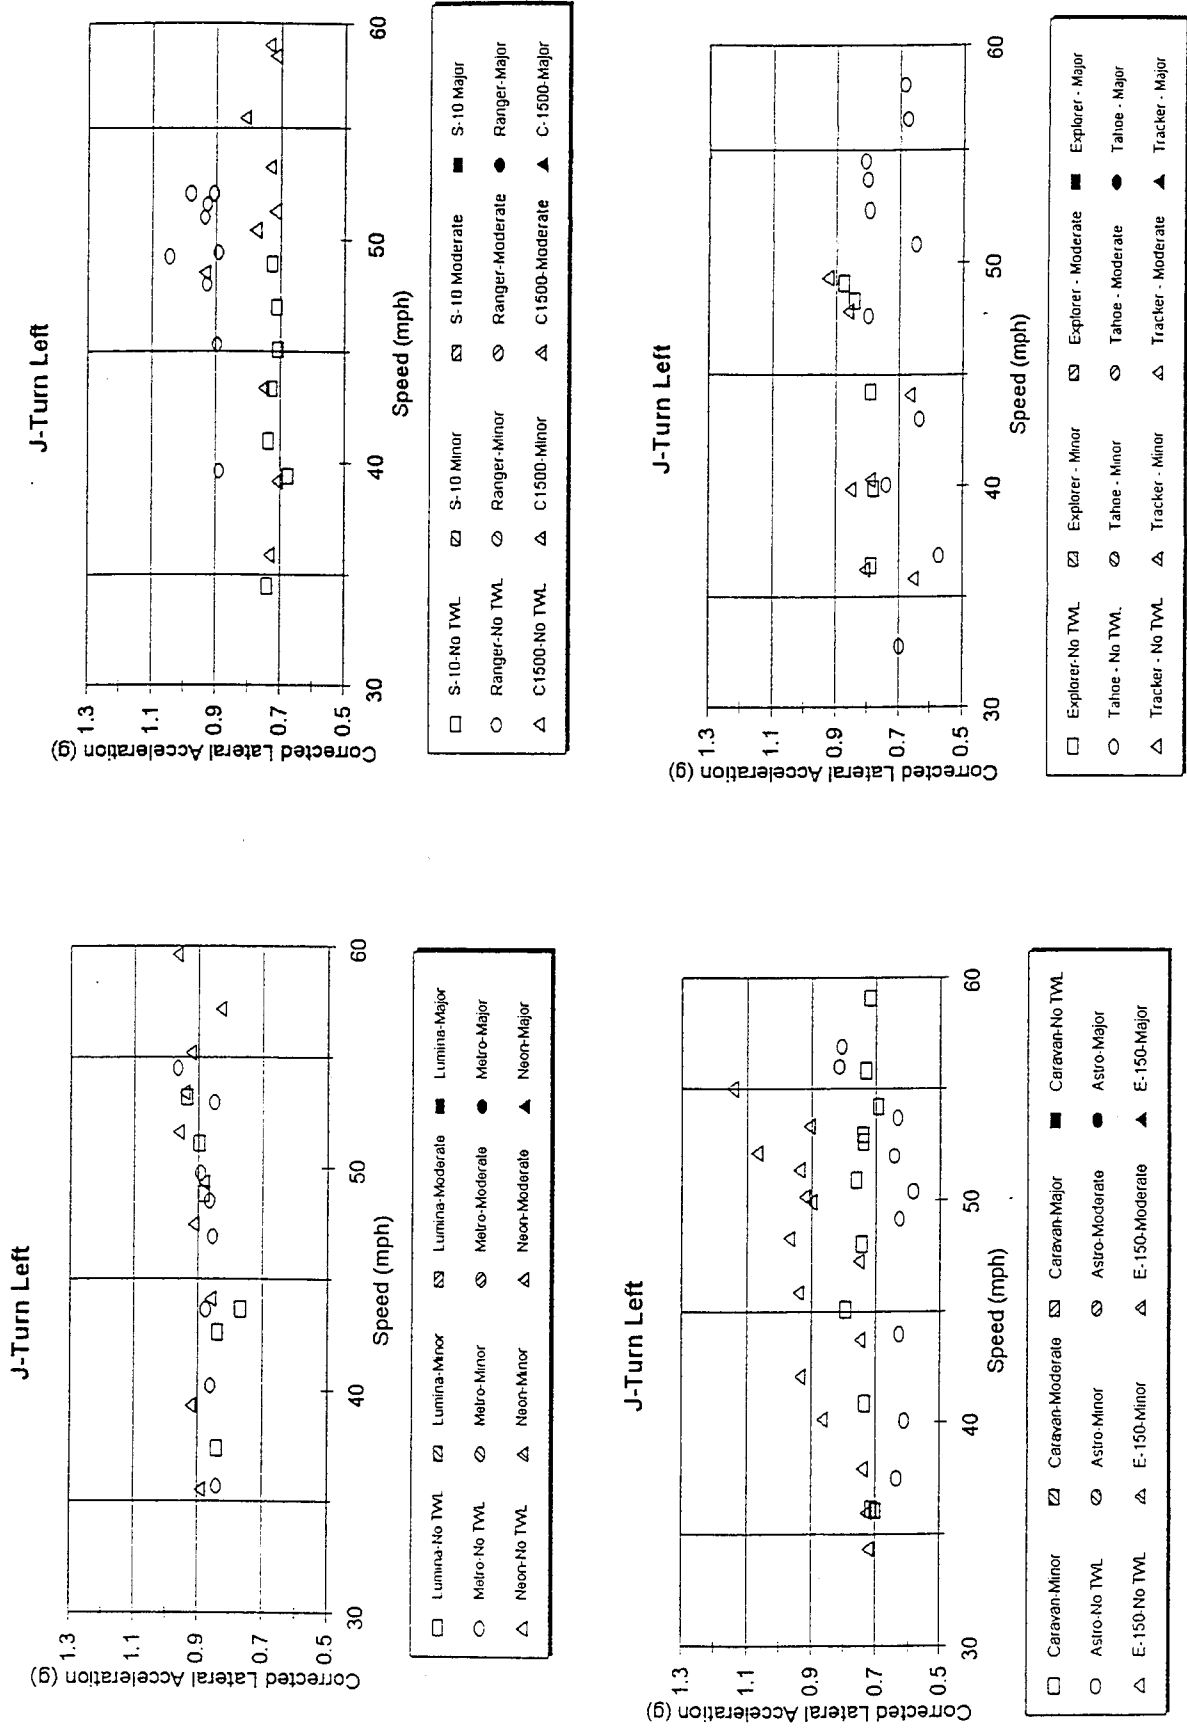 J-Turn Left
Corrected Lateral Acceleration
(g)
1.3
1.1
0.9
0.7
0.5
30
40
50
60
Speed (mph)
Lumina-No TWL
Lumina-Minor
Lumina-Moderate
Lumina-Major
Metro-No TWL
Metro-Minor
Metro-Moderate
Metro-Major
Neon-No TWL
Neon-Minor
Neon-Moderate
Neon-Major
J-Turn Left
Corrected Lateral Acceleration
(g)
1.3
1.1
0.9
0.7
0.5
30
40
50
60
Speed (mph)
S-10-No TWL
S-10 Minor
S-10 Moderate
S-10 Major
Ranger-No TWL
Ranger-Minor
Ranger-Moderate
Ranger-Major
C1500-No TWL
C1500-Minor
C1500-Moderate
C-1500-Major
J-Turn Left
Corrected Lateral Acceleration
(g)
1.3
1.1
0.9
0.7
0.5
30
40
50
60
Speed (mph)
Caravan-Minor
Caravan-Moderate
Caravan-Major
Caravan-No TWL
Astro-No TWL
Astro-Minor
Astro-Moderate
Astro-Major
E-150-No TWL
E-150-Minor
E-150-Moderate
E-150-Major
J-Turn Left
Corrected Lateral Acceleration
(g)
1.3
1.1
0.9
0.7
0.5
30
40
50
60
Speed (mph)
Explorer-No TWL
Explorer - Minor
Explorer - Moderate
Explorer - Major
Tahoe - No TWL
Tahoe - Minor
Tahoe - Moderate
Tahoe - Major
Tracker - No TWL
Tracker - Minor
Tracker - Moderate
Tracker - Major